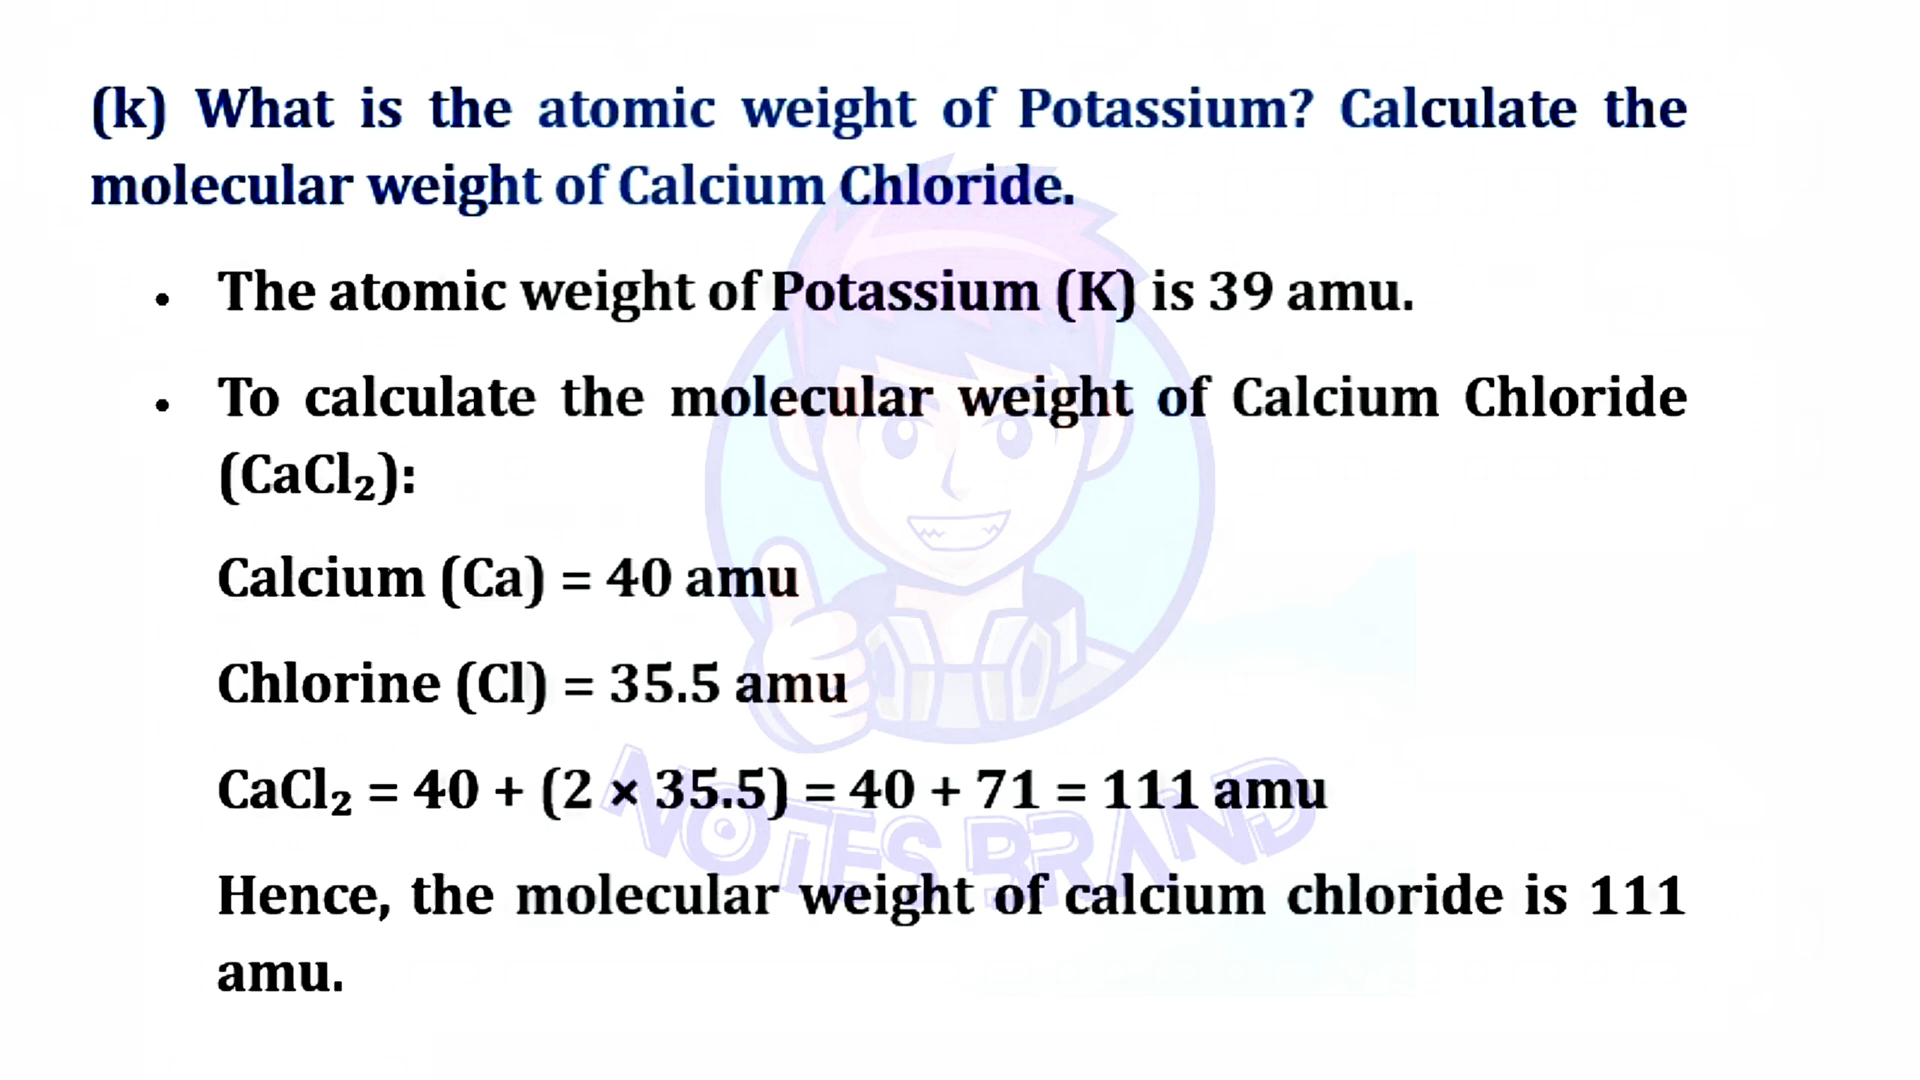 (k) What is the atomic weight of Potassium? Calculate the
molecular weight of Calcium Chloride.
• The atomic weight of Potassium (K) is 39 amu.
• To calculate the molecular weight of Calcium Chloride
(CaCl₂):
Calcium (Ca) = 40 amu
Chlorine (Cl) = 35.5 amu
CaCl₂ = 40 + (2 × 35.5) = 40 + 71 = 111 amu
NOTES BRAND
Hence, the molecular weight of calcium chloride is 111
amu.